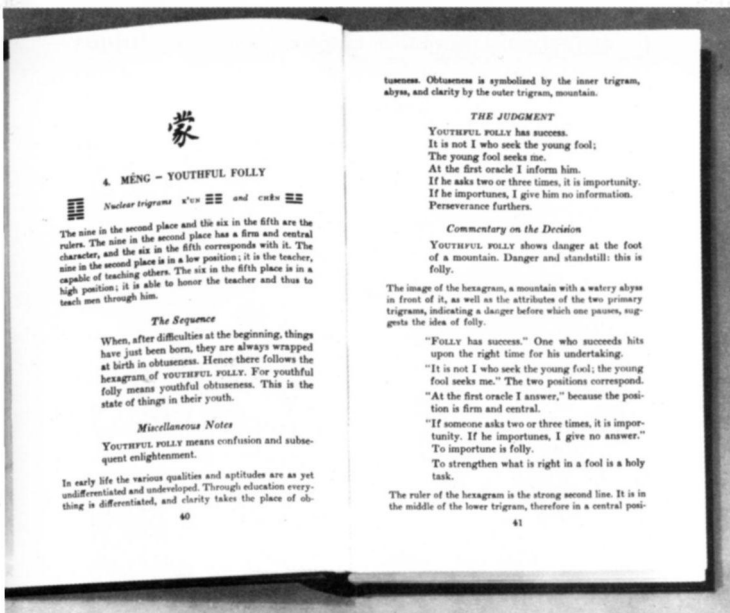 蒙
4. MÊNG – YOUTHFUL FOLLY
Nuclear trigrams K'UN ☷ and CHÊN ☳
The nine in the second place and the six in the fifth are the
rulers. The nine in the second place has a firm and central
character, and the six in the fifth corresponds with it. The
nine in the second place is in a low position; it is the teacher,
capable of teaching others. The six in the fifth place is in a
high position; it is able to honor the teacher and thus to
teach men through him.
The Sequence
When, after difficulties at the beginning, things
have just been born, they are always wrapped
at birth in obtuseness. Hence there follows the
hexagram of YOUTHFUL FOLLY. For youthful
folly means youthful obtuseness. This is the
state of things in their youth.
Miscellaneous Notes
YOUTHFUL FOLLY means confusion and subse-
quent enlightenment.
In early life the various qualities and aptitudes are as yet
undifferentiated and undeveloped. Through education every-
thing is differentiated, and clarity takes the place of ob-
40
tuseness. Obtuseness is symbolized by the inner trigram,
abyss, and clarity by the outer trigram, mountain.
THE JUDGMENT
YOUTHFUL FOLLY has success.
It is not I who seek the young fool;
The young fool seeks me.
At the first oracle I inform him.
If he asks two or three times, it is importunity.
If he importunes, I give him no information.
Perseverance furthers.
Commentary on the Decision
YOUTHFUL FOLLY shows danger at the foot
of a mountain. Danger and standstill: this is
folly.
The image of the hexagram, a mountain with a watery abyss
in front of it, as well as the attributes of the two primary
trigrams, indicating a danger before which one pauses, sug-
gests the idea of folly.
"FOLLY has success." One who succeeds hits
upon the right time for his undertaking.
"It is not I who seek the young fool; the young
fool seeks me." The two positions correspond.
"At the first oracle I answer," because the posi-
tion is firm and central.
"If someone asks two or three times, it is impor-
tunity. If he importunes, I give no answer."
To importune is folly.
To strengthen what is right in a fool is a holy
task.
The ruler of the hexagram is the strong second line. It is in
the middle of the lower trigram, therefore in a central posi-
41